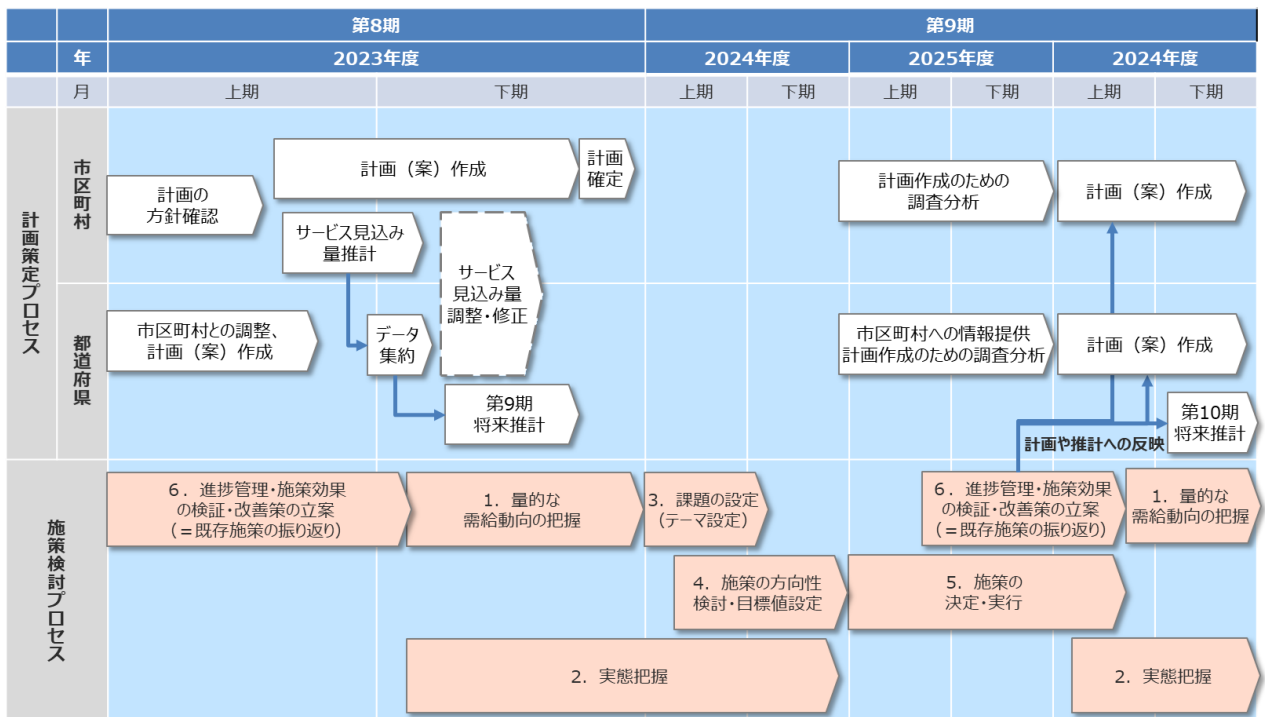 第8期
第9期
年
2023年度
2024年度
2025年度
2024年度
月
上期
下期
上期
下期
上期
下期
上期
下期
計画策定プロセス
市区町村
計画の
方針確認
計画（案）作成
計画
確定
サービス見込み
量推計
サービス
見込み量
調整・修正
計画作成のための
調査分析
計画（案）作成
都道府県
市区町村との調整、
計画（案）作成
データ
集約
第9期
将来推計
市区町村への情報提供
計画作成のための調査分析
計画（案）作成
第10期
将来推計
計画や推計への反映
施策検討プロセス
6．進捗管理・施策効果
の検証・改善策の立案
（＝既存施策の振り返り）
1．量的な
需給動向の把握
3．課題の設定
（テーマ設定）
6．進捗管理・施策効果
の検証・改善策の立案
（＝既存施策の振り返り）
1．量的な
需給動向の把握
4．施策の方向性
検討・目標値設定
5．施策の
決定・実行
2．実態把握
2．実態把握